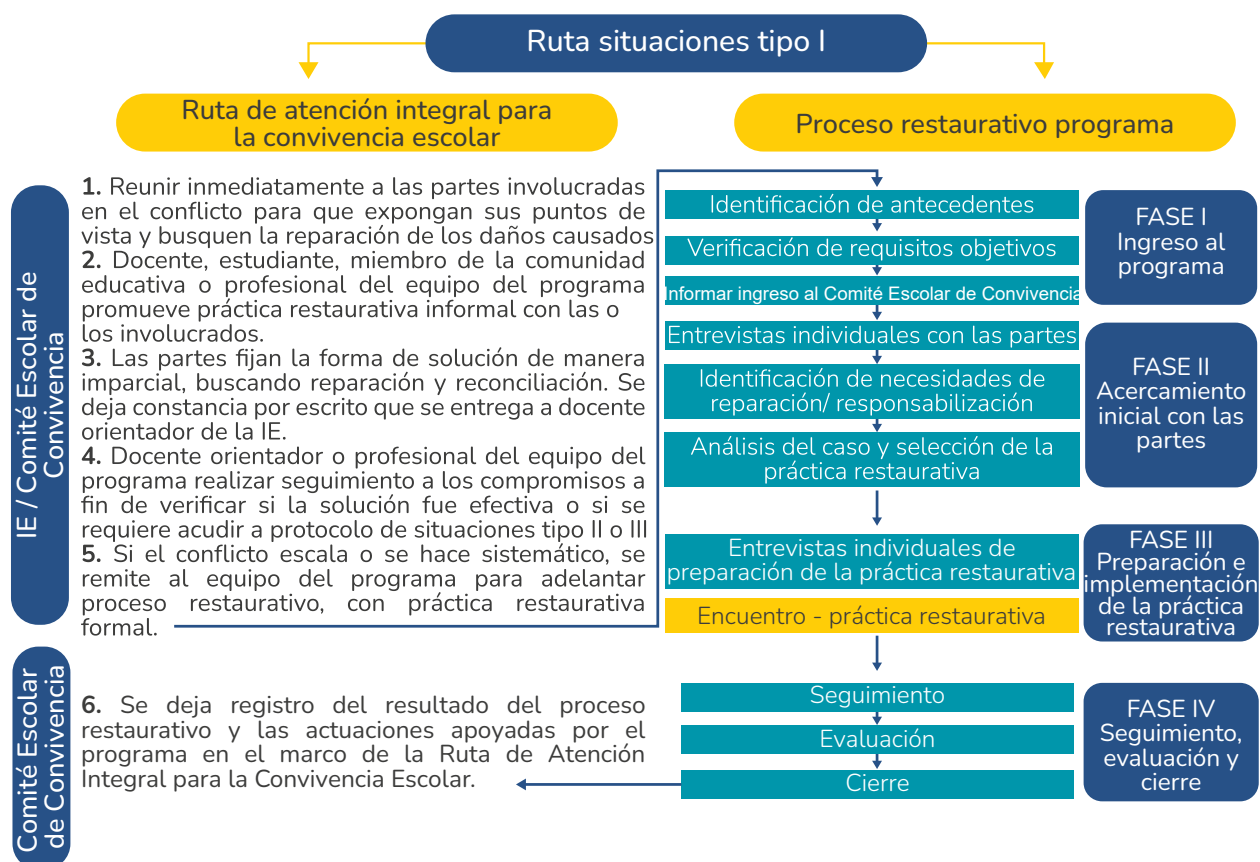 Ruta situaciones tipo I
Ruta de atención integral para
la convivencia escolar
IE / Comité Escolar de
Convivencia
1. Reunir inmediatamente a las partes involucradas
en el conflicto para que expongan sus puntos de
vista y busquen la reparación de los daños causados
2. Docente, estudiante, miembro de la comunidad
educativa o profesional del equipo del programa
promueve práctica restaurativa informal con las o
los involucrados.
3. Las partes fijan la forma de solución de manera
imparcial, buscando reparación y reconciliación. Se
deja constancia por escrito que se entrega a docente
orientador de la IE.
4. Docente orientador o profesional del equipo del
programa realizar seguimiento a los compromisos a
fin de verificar si la solución fue efectiva o si se
requiere acudir a protocolo de situaciones tipo II o III
5. Si el conflicto escala o se hace sistemático, se
remite al equipo del programa para adelantar
proceso restaurativo, con práctica restaurativa
formal.
Comité Escolar
de Convivencia
6. Se deja registro del resultado del proceso
restaurativo y las actuaciones apoyadas por el
programa en el marco de la Ruta de Atención
Integral para la Convivencia Escolar.
Proceso restaurativo programa
Identificación de antecedentes
Verificación de requisitos objetivos
Informar ingreso al Comité Escolar de Convivencia
FASE I
Ingreso al
programa
Entrevistas individuales con las partes
Identificación de necesidades de
reparación/ responsabilización
Análisis del caso y selección de la
práctica restaurativa
FASE II
Acercamiento
inicial con las
partes
Entrevistas individuales de
preparación de la práctica restaurativa
Encuentro - práctica restaurativa
FASE III
Preparación e
implementación
de la práctica
restaurativa
Seguimiento
Evaluación
Cierre
FASE IV
Seguimiento,
evaluación y
cierre